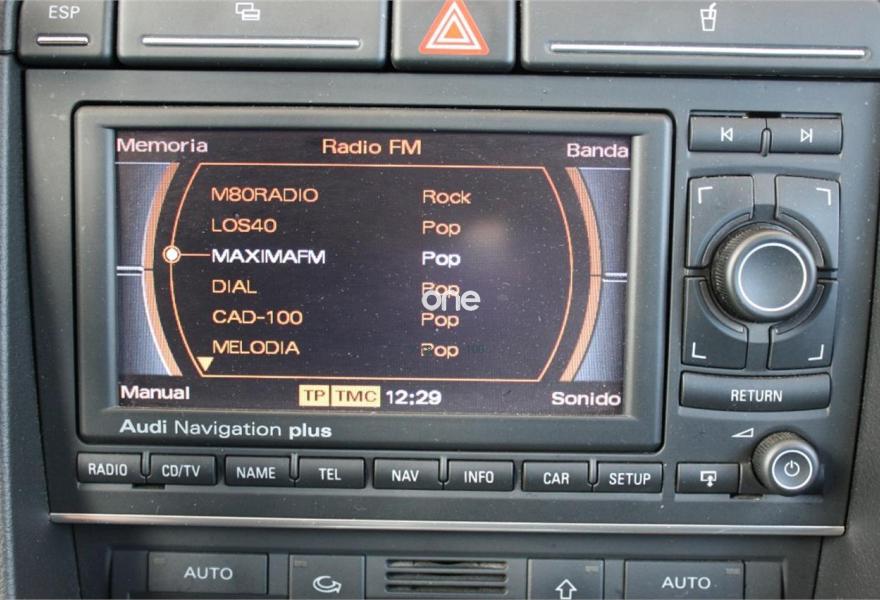 ESP
Memoria Radio FM Banda
M80RADIO Rock
LOS40 Pop
MAXIMAFM Pop
DIAL Pop
one
CAD-100 Pop
MELODIA Pop
Manual TP TMC 12:29 Sonido
RETURN
Audi Navigation plus
RADIO CD/TV NAME TEL NAV INFO CAR SETUP
AUTO AUTO